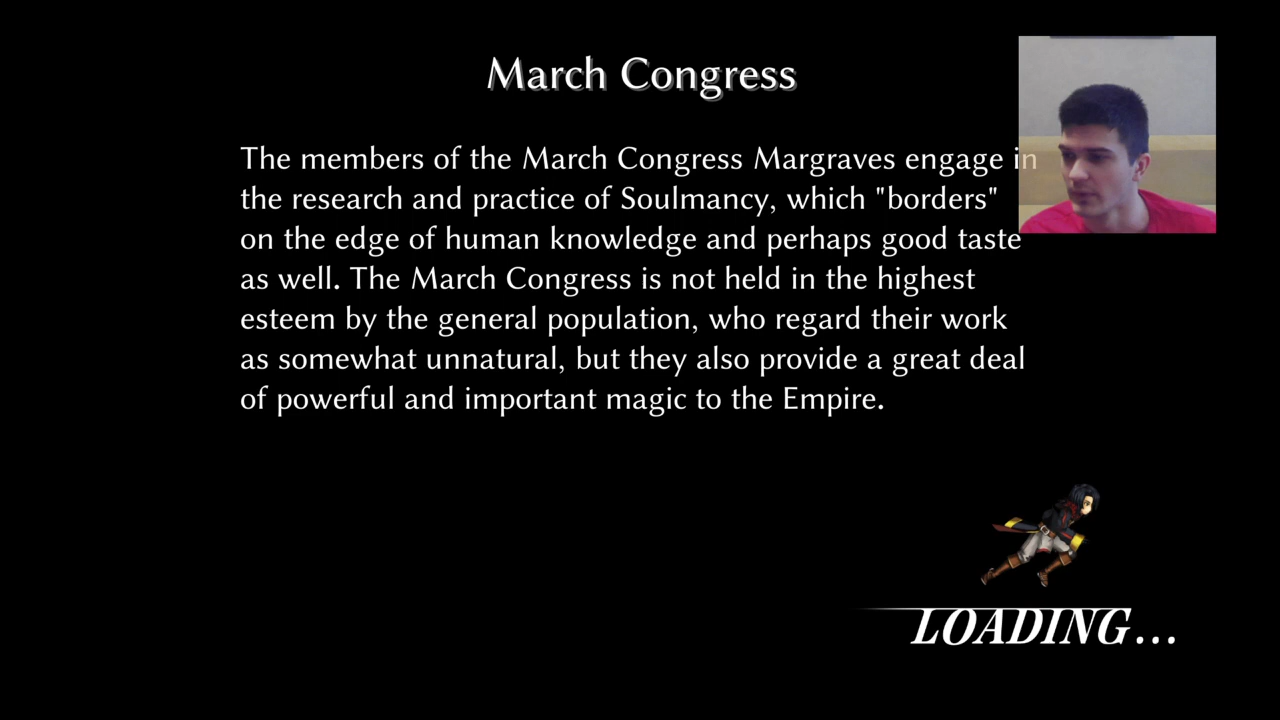 March Congress
The members of the March Congress Margraves engage in
the research and practice of Soulmancy, which "borders"
on the edge of human knowledge and perhaps good taste
as well. The March Congress is not held in the highest
esteem by the general population, who regard their work
as somewhat unnatural, but they also provide a great deal
of powerful and important magic to the Empire.
LOADING...